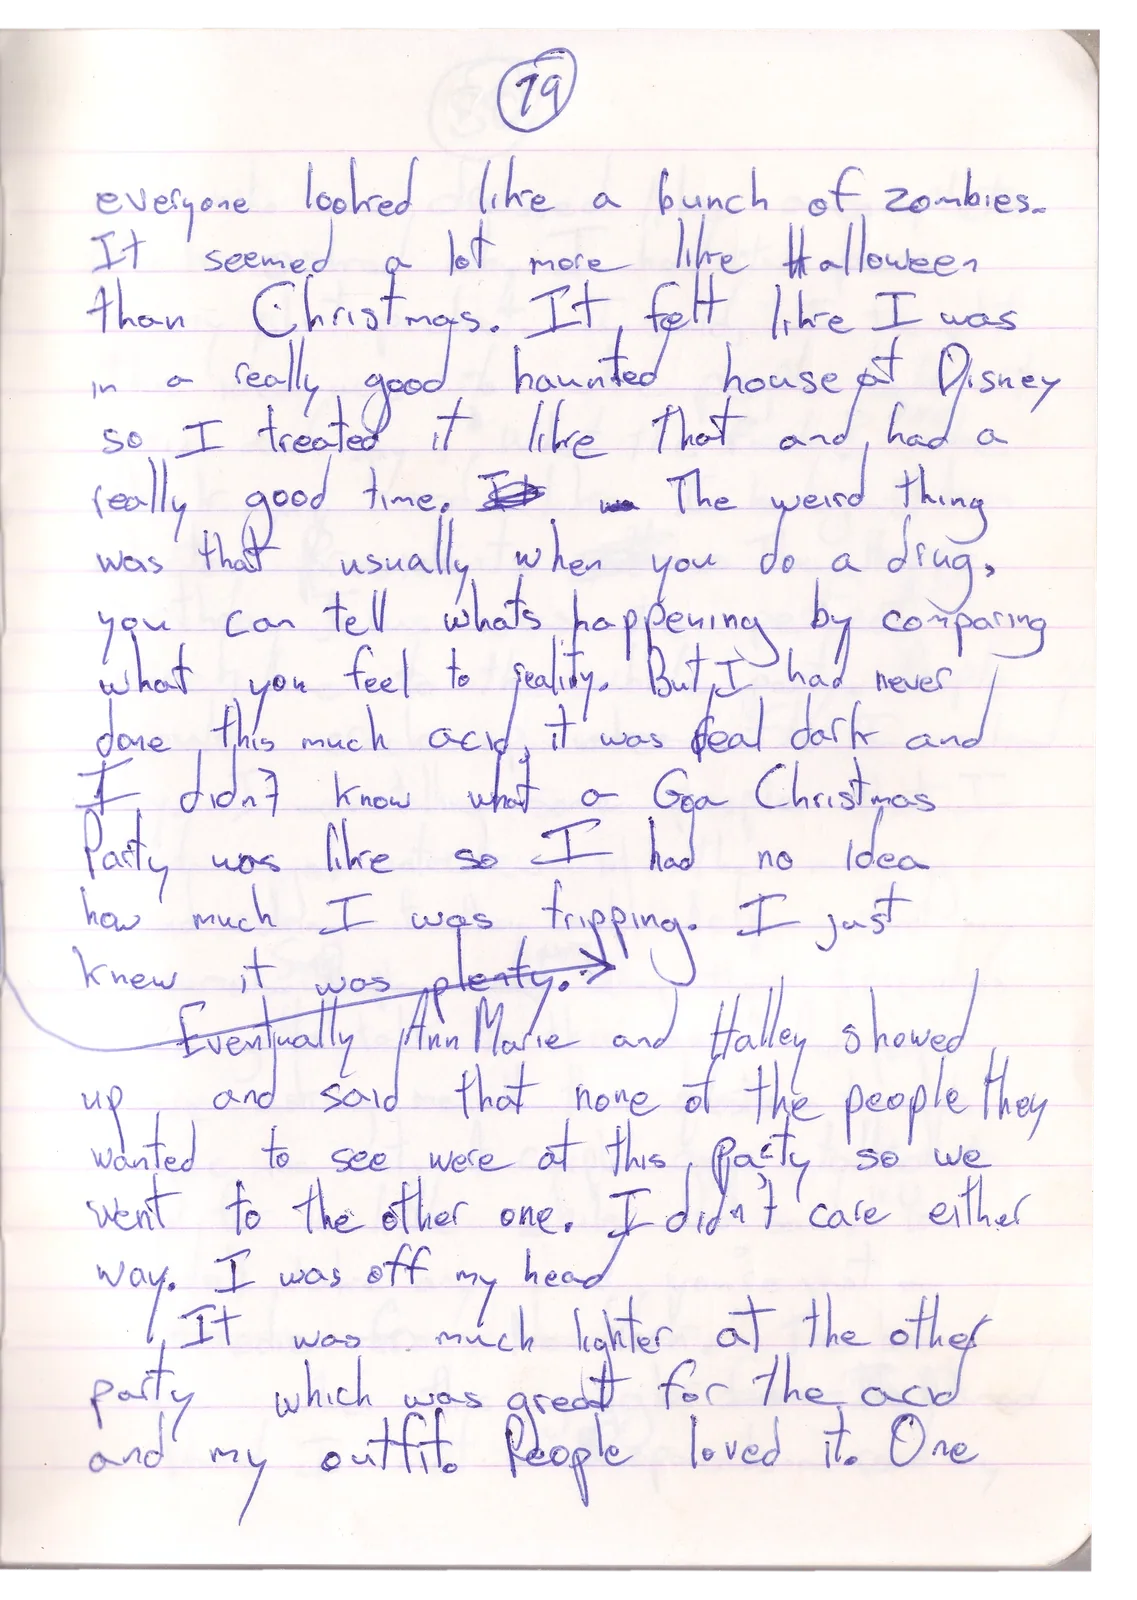 19
everyone looked like a bunch of zombies.
It seemed a lot more like Halloween
than Christmas. It felt like I was
in a really good haunted house at Disney
so I treated it like that and had a
really good time. The weird thing
was that usually when you do a drug,
you can tell whats happening by comparing
what you feel to reality. But I had never
done this much acid, it was real dark and
I didn't know what a Goa Christmas
Party was like so I had no idea
how much I was tripping. I just
knew it was plenty.
Eventually Ann Marie and Halley showed
up and said that none of the people they
wanted to see were at this party so we
went to the other one. I didn't care either
way. I was off my head
It was much lighter at the other
party which was great for the acid
and my outfit. People loved it. One